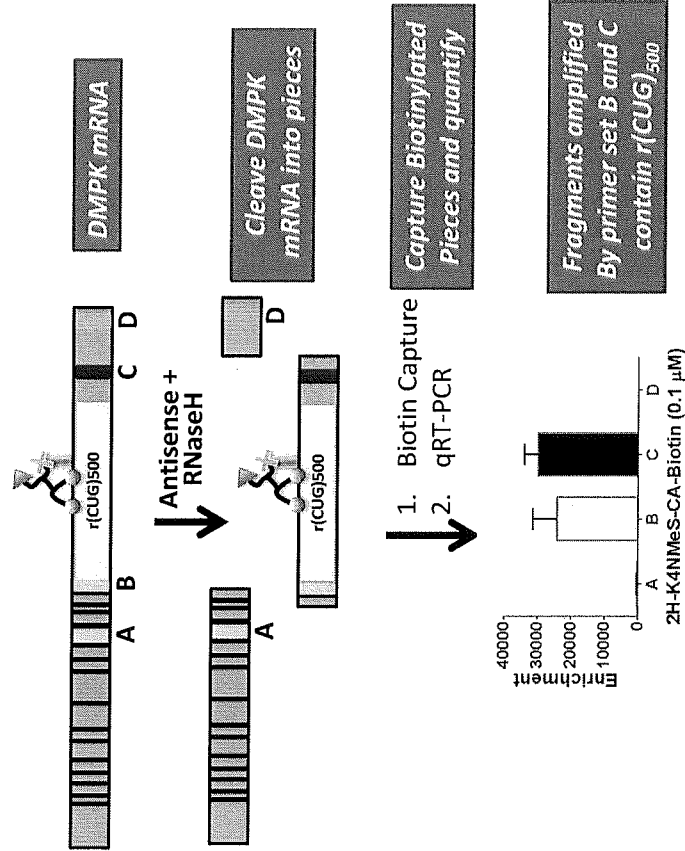 DMPK mRNA
r(CUG)500
A
B
C
D
Antisense +
RNaseH
Cleave DMPK
mRNA into pieces
r(CUG)500
A
D
1. Biotin Capture
2. qRT-PCR
Capture Biotinylated
Pieces and quantify
Enrichment
40000
30000
20000
10000
0
A
B
C
D
2H-K4NMeS-CA-Biotin (0.1 µM)
Fragments amplified
By primer set B and C
contain r(CUG)500